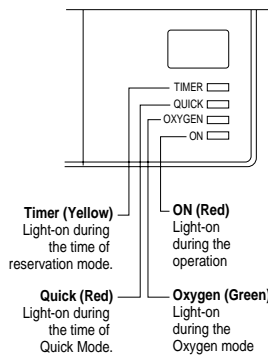 TIMER
QUICK
OXYGEN
ON
Timer (Yellow)
Light-on during
the time of
reservation mode.
ON (Red)
Light-on
during the
operation
Quick (Red)
Light-on during
the time of
Quick Mode.
Oxygen (Green)
Light-on
during the
Oxygen mode